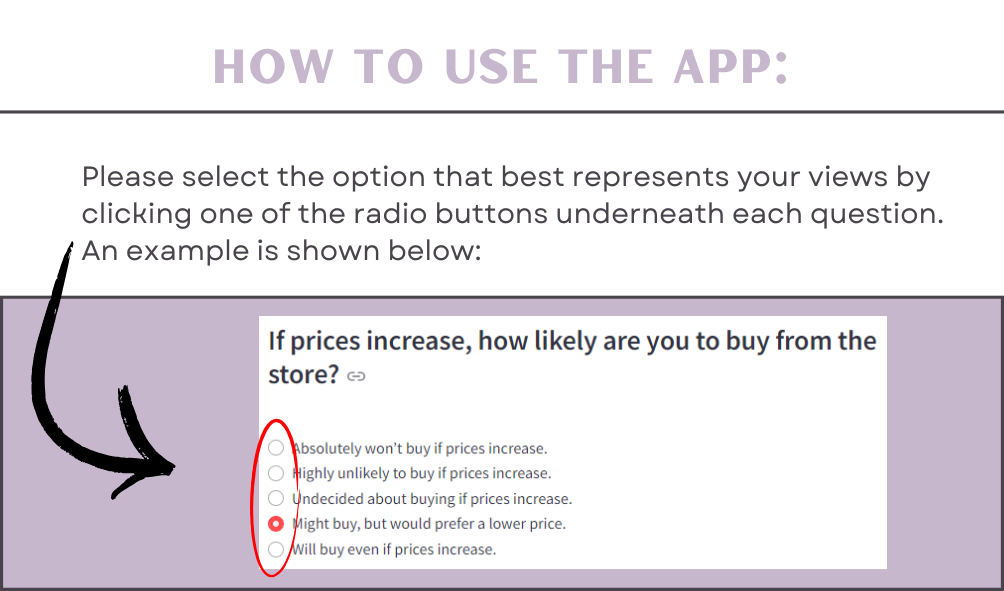 HOW TO USE THE APP:
Please select the option that best represents your views by
clicking one of the radio buttons underneath each question.
An example is shown below:
If prices increase, how likely are you to buy from the
store?
Absolutely won't buy if prices increase.
Highly unlikely to buy if prices increase.
Undecided about buying if prices increase.
Might buy, but would prefer a lower price.
Will buy even if prices increase.